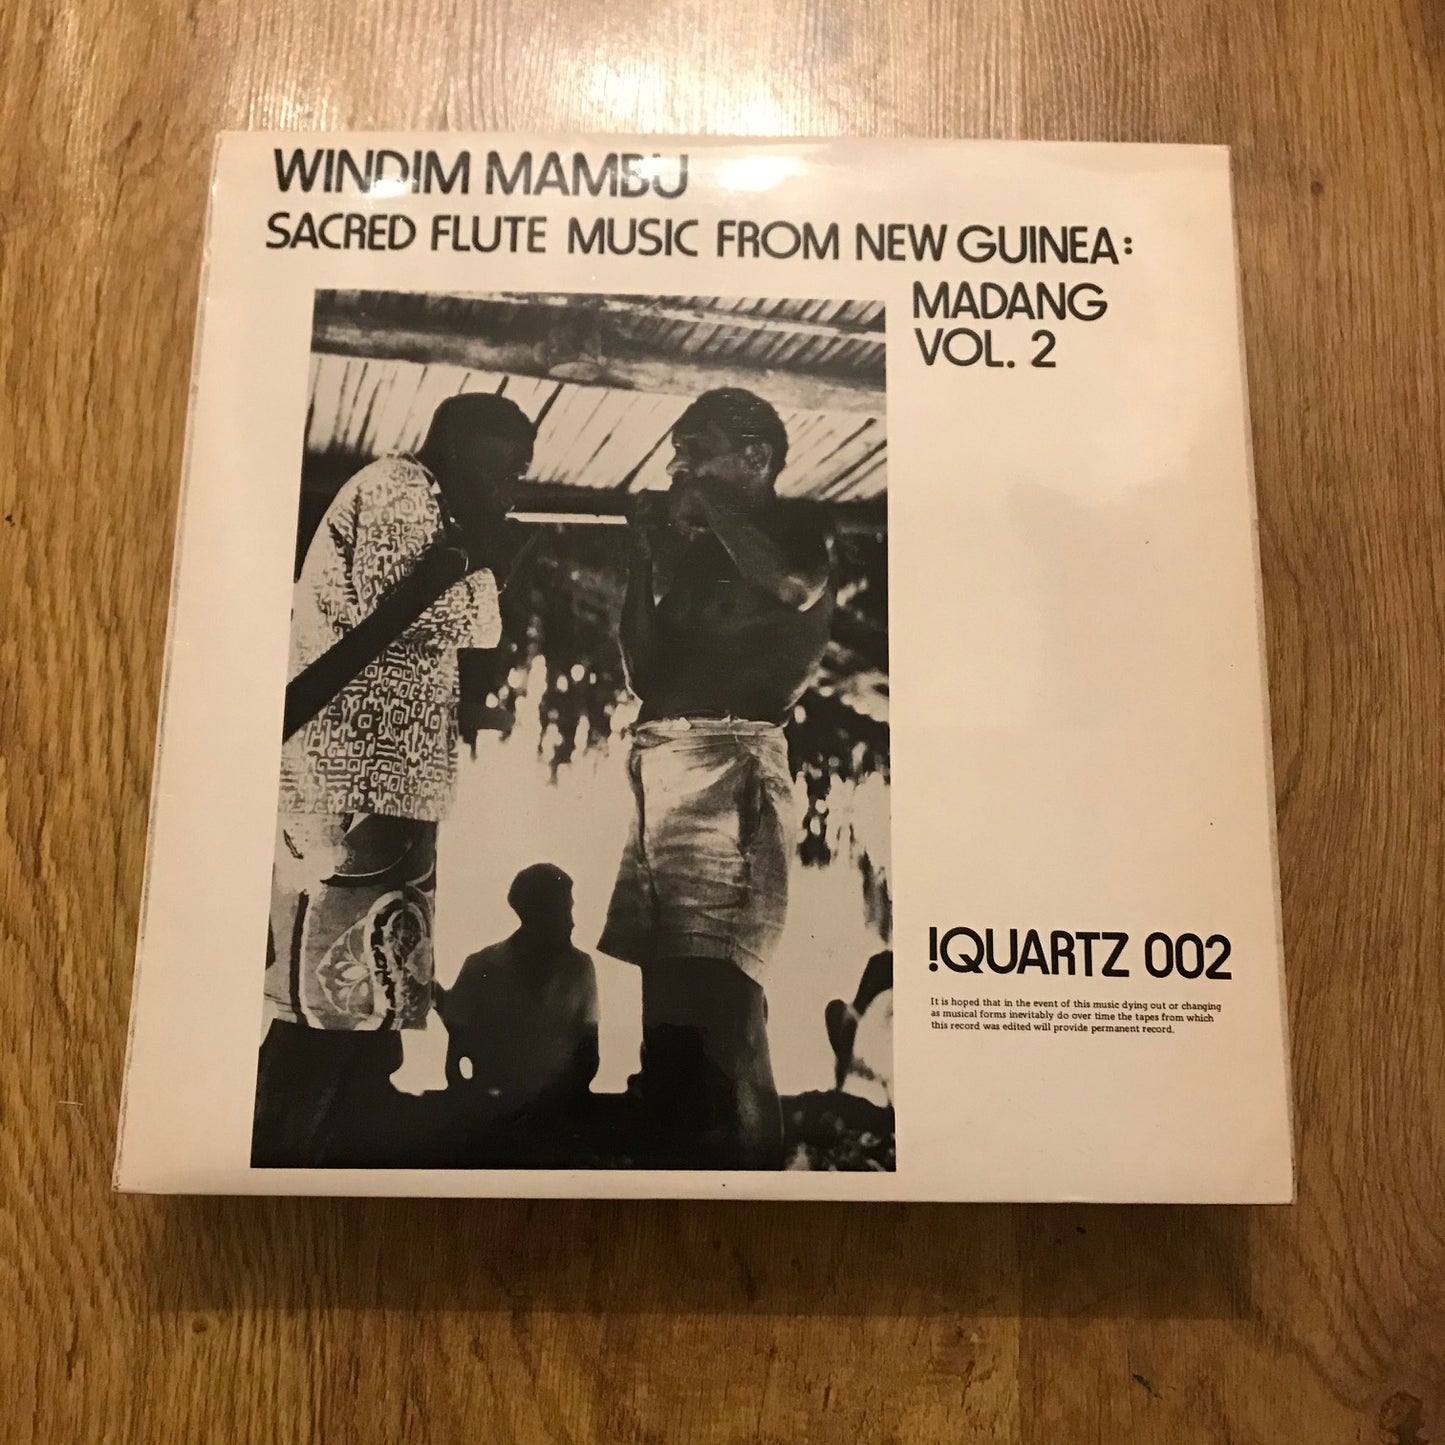 WINDIM MAMBU
SACRED FLUTE MUSIC FROM NEW GUINEA:
MADANG
VOL. 2
!QUARTZ 002
It is hoped that in the event of this music dying out or changing
as musical forms inevitably do over time the tapes from which
this record was edited will provide permanent record.